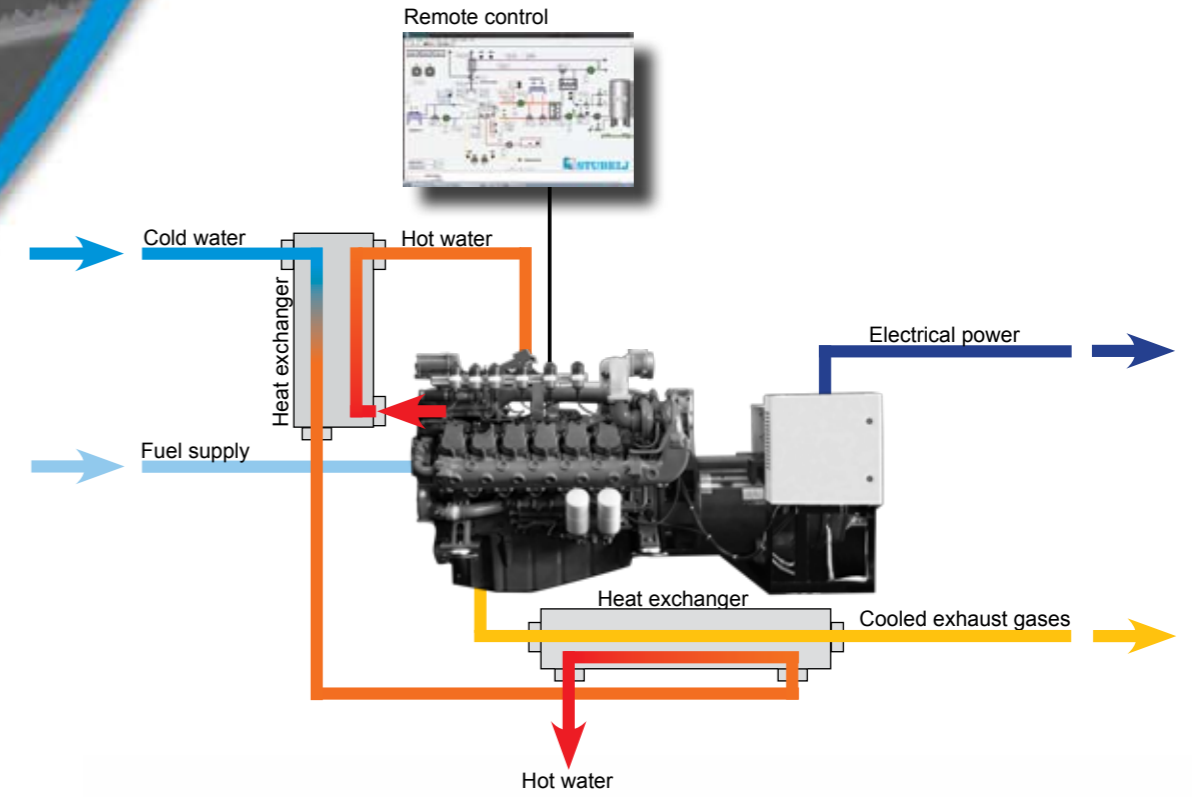 Remote control
STUBELJ
Cold water
Hot water
Heat exchanger
Electrical power
Fuel supply
Heat exchanger
Cooled exhaust gases
Hot water